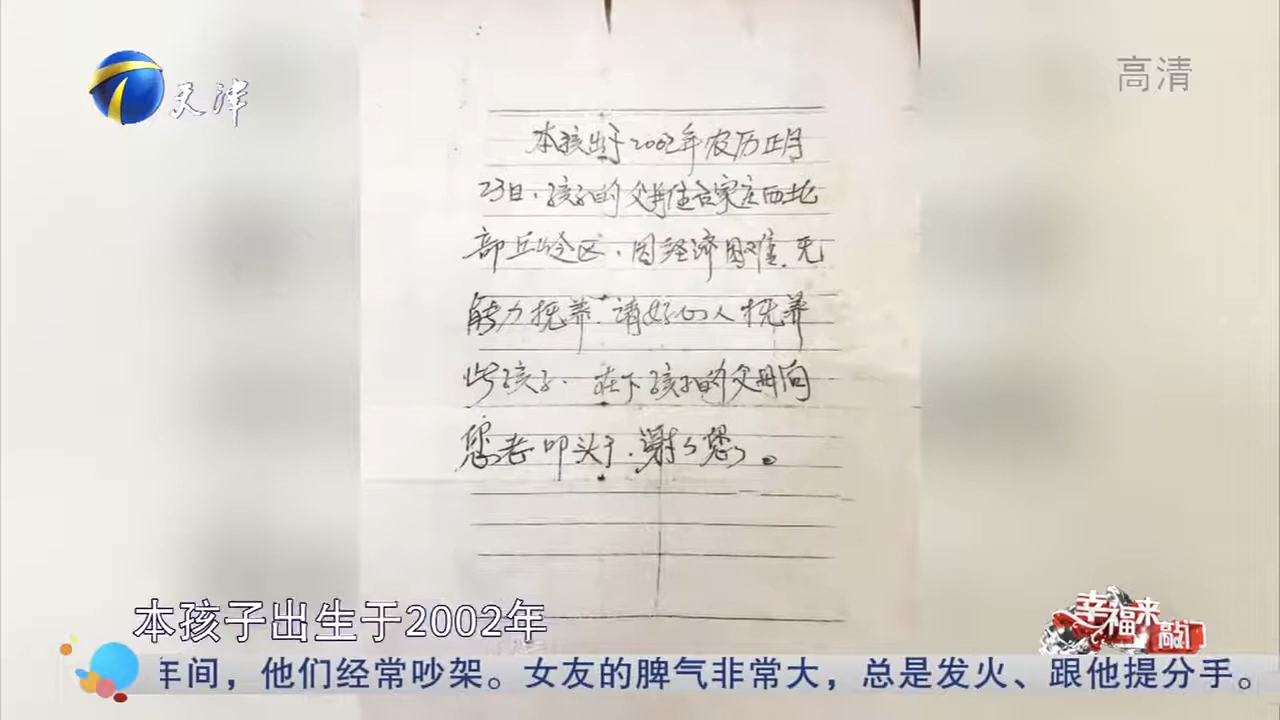 天津
高清
本孩出于2002年农历正月
23日.孩子的父母住石家庄西北
部丘岭区.因经济困难.无
能力抚养.请好心人抚养
此孩子.在下孩子的父母向
您老叩头了.谢谢您。
本孩子出生于2002年
幸福来
敲门
年间，他们经常吵架。女友的脾气非常大，总是发火、跟他提分手。